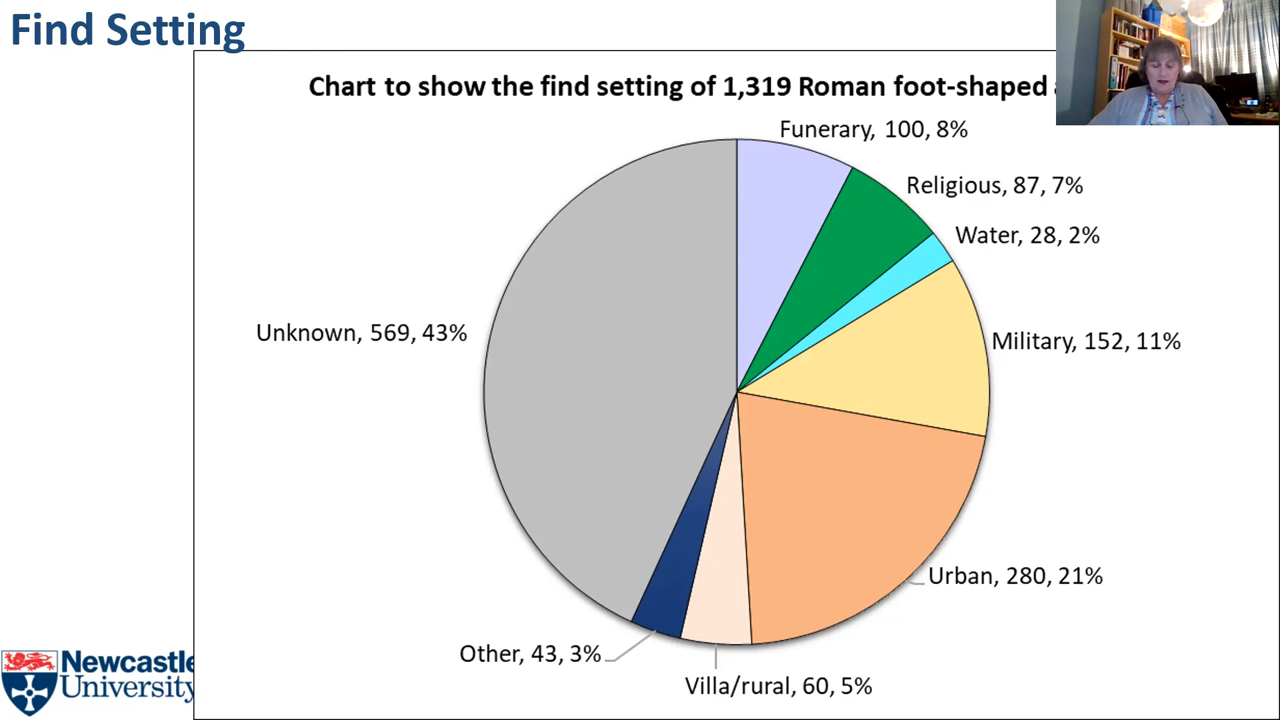 Find Setting
Chart to show the find setting of 1,319 Roman foot-shaped
Funerary, 100, 8%
Religious, 87, 7%
Water, 28, 2%
Unknown, 569, 43%
Military, 152, 11%
Urban, 280, 21%
Other, 43, 3%
Villa/rural, 60, 5%
Newcastle
University